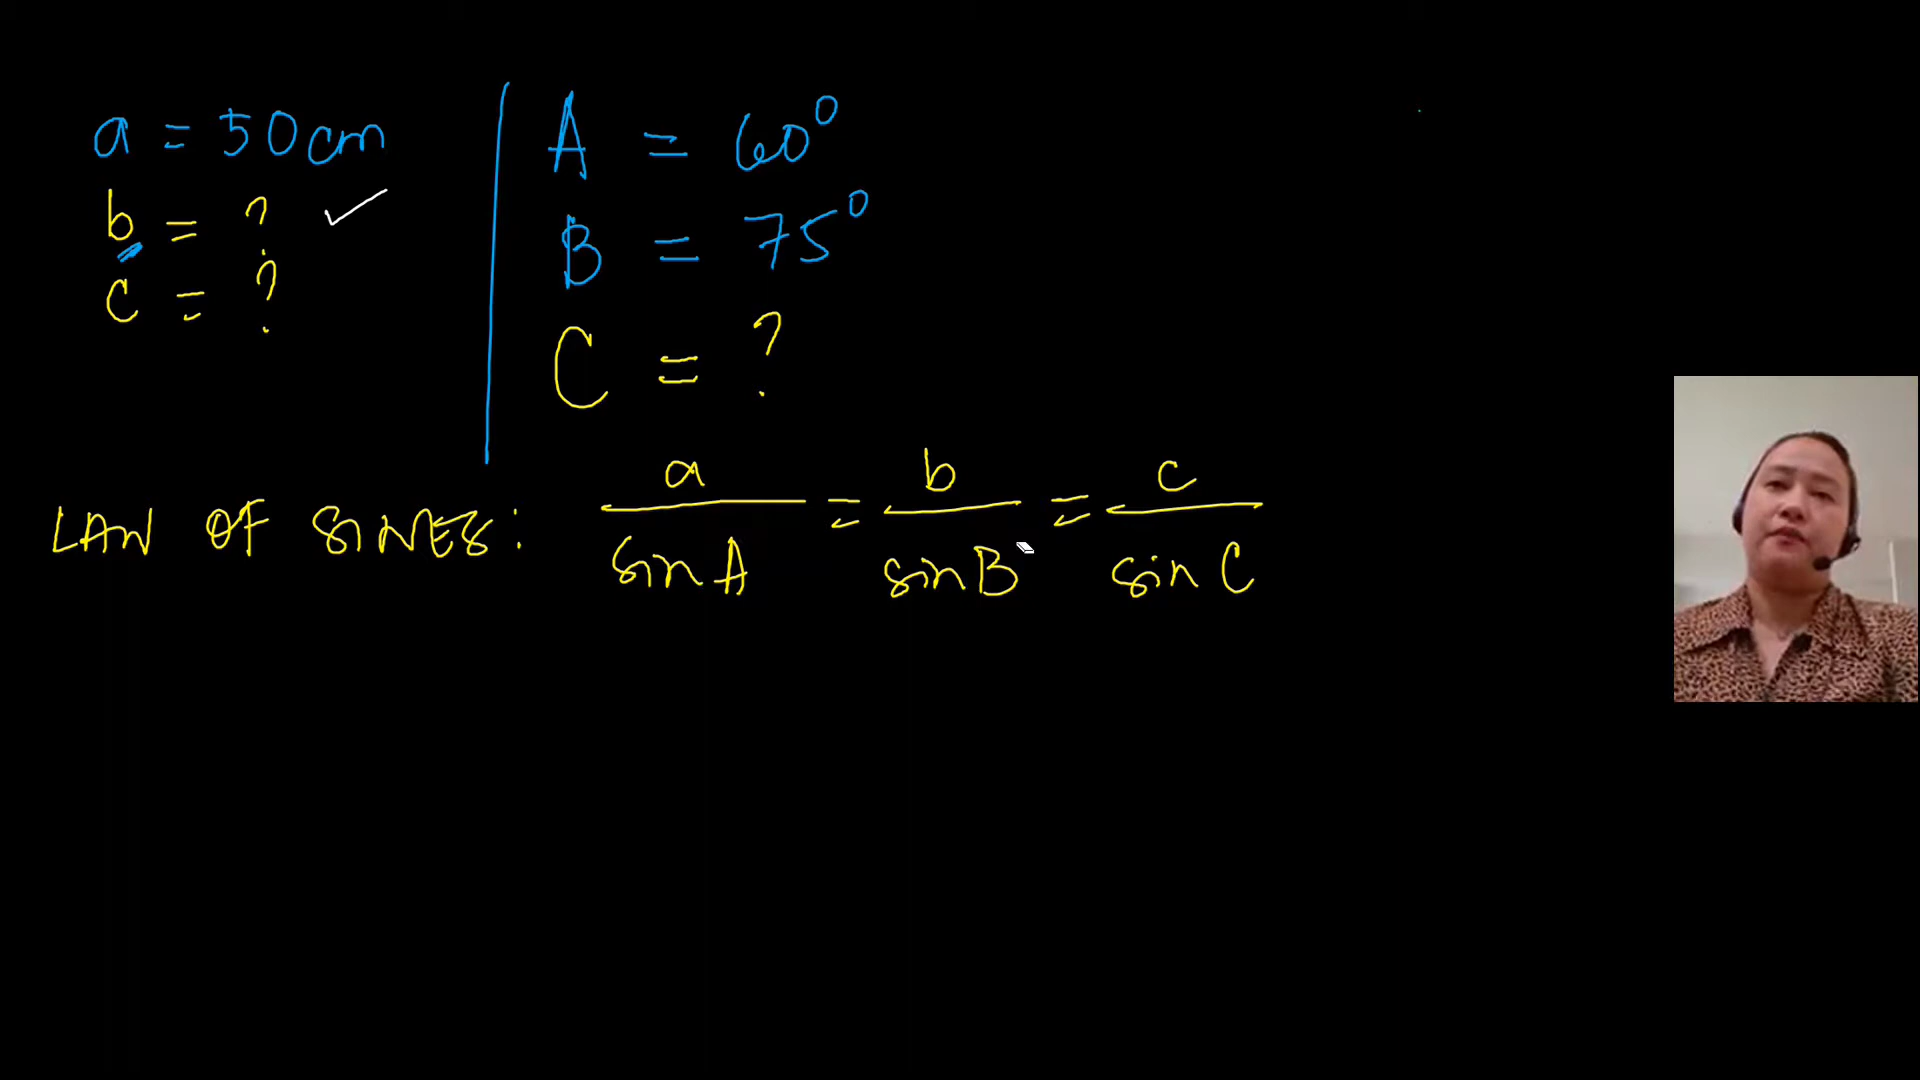 a = 50cm
b = ?
c = ?
A = 60°
B = 75°
C = ?
LAW OF SINES: a/sin A = b/sin B = c/sin C